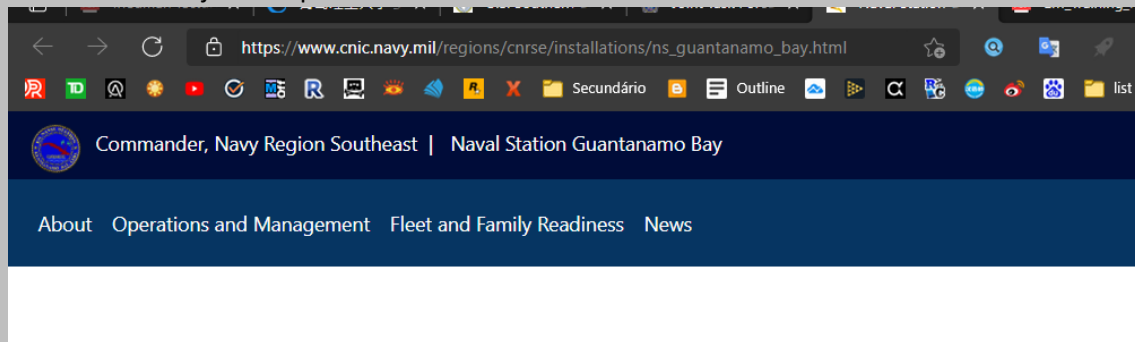 https://www.cnic.navy.mil/regions/cnrse/installations/ns_guantanamo_bay.html
Secundário Outline list
Commander, Navy Region Southeast | Naval Station Guantanamo Bay
About Operations and Management Fleet and Family Readiness News